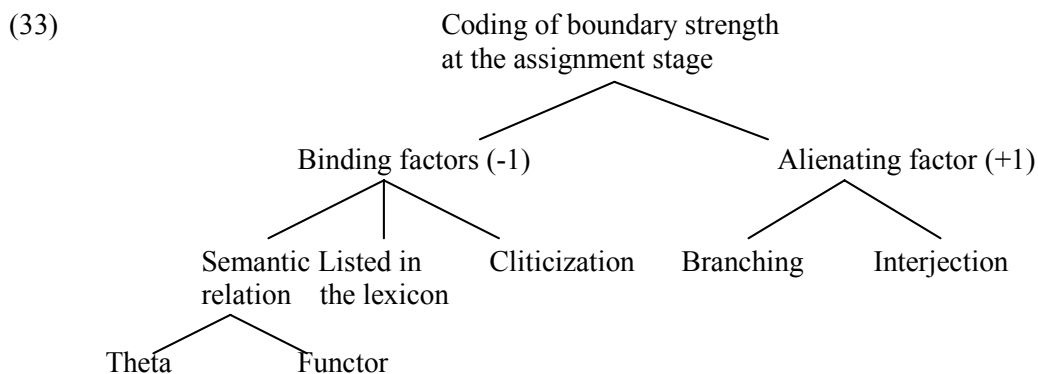 (33) Coding of boundary strength
at the assignment stage
Binding factors (-1) Alienating factor (+1)
Semantic Listed in Cliticization Branching Interjection
relation the lexicon
Theta Functor